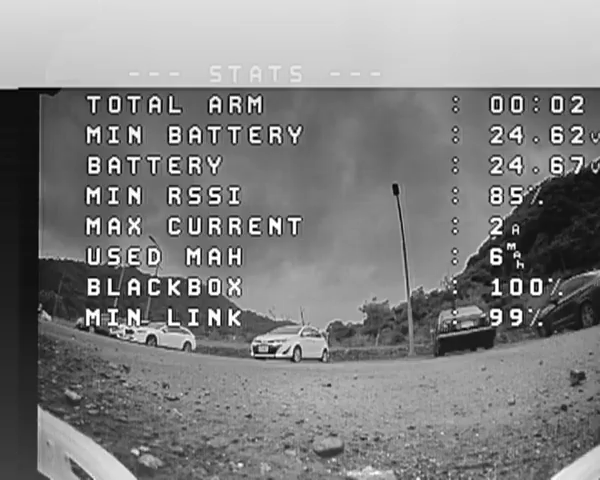 --- STATS ---
TOTAL ARM : 00:02
MIN BATTERY : 24.62V
BATTERY : 24.67V
MIN RSSI : 85%
MAX CURRENT : 2A
USED MAH : 6mAh
BLACKBOX : 100%
MIN LINK : 99%